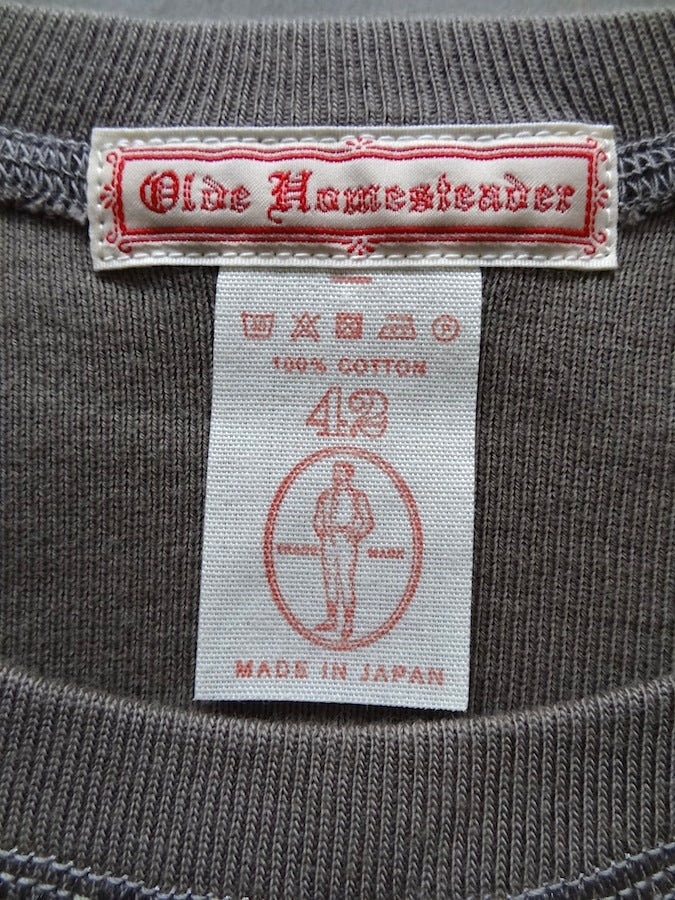 Olde Homesteader
100% COTTON
42
TRADE MARK
MADE IN JAPAN